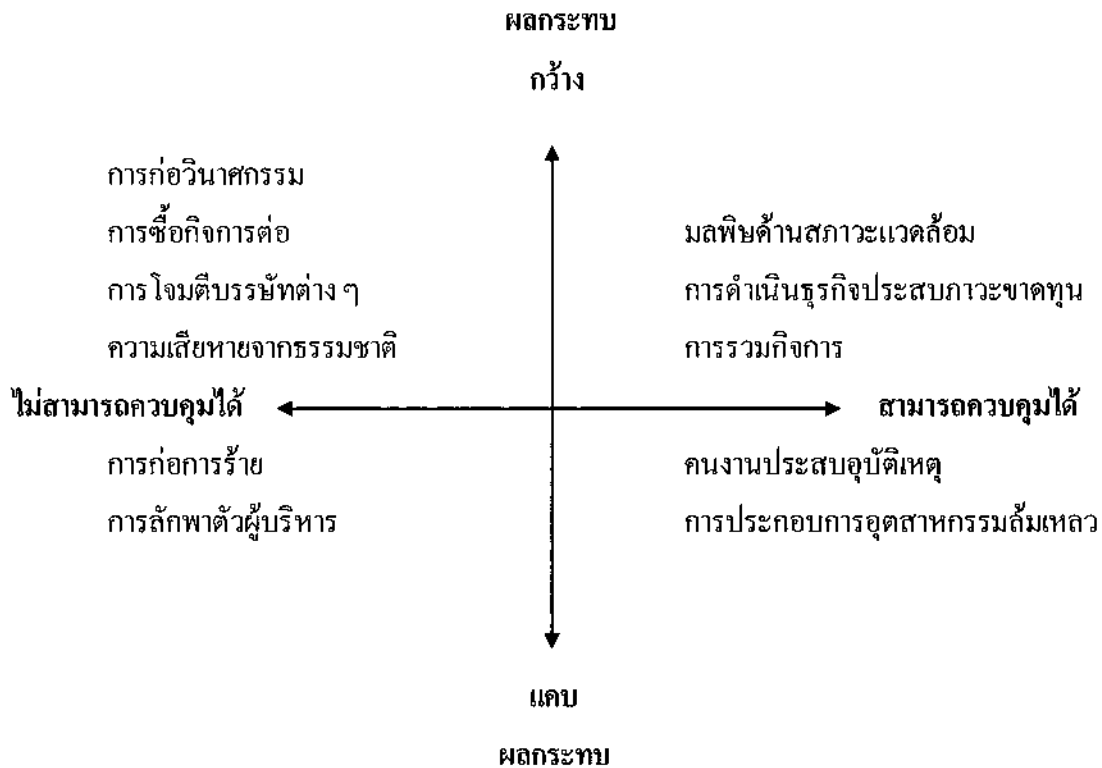 ผลกระทบ
กว้าง
การก่อวินาศกรรม
การซื้อกิจการต่อ
มลพิษด้านสภาวะแวดล้อม
การโจมตีบริษัทต่าง ๆ
การดำเนินธุรกิจประสบภาวะขาดทุน
ความเสียหายจากธรรมชาติ
การรวมกิจการ
ไม่สามารถควบคุมได้
สามารถควบคุมได้
การก่อการร้าย
คนงานประสบอุบัติเหตุ
การลักพาตัวผู้บริหาร
การประกอบการอุตสาหกรรมล้มเหลว
แคบ
ผลกระทบ